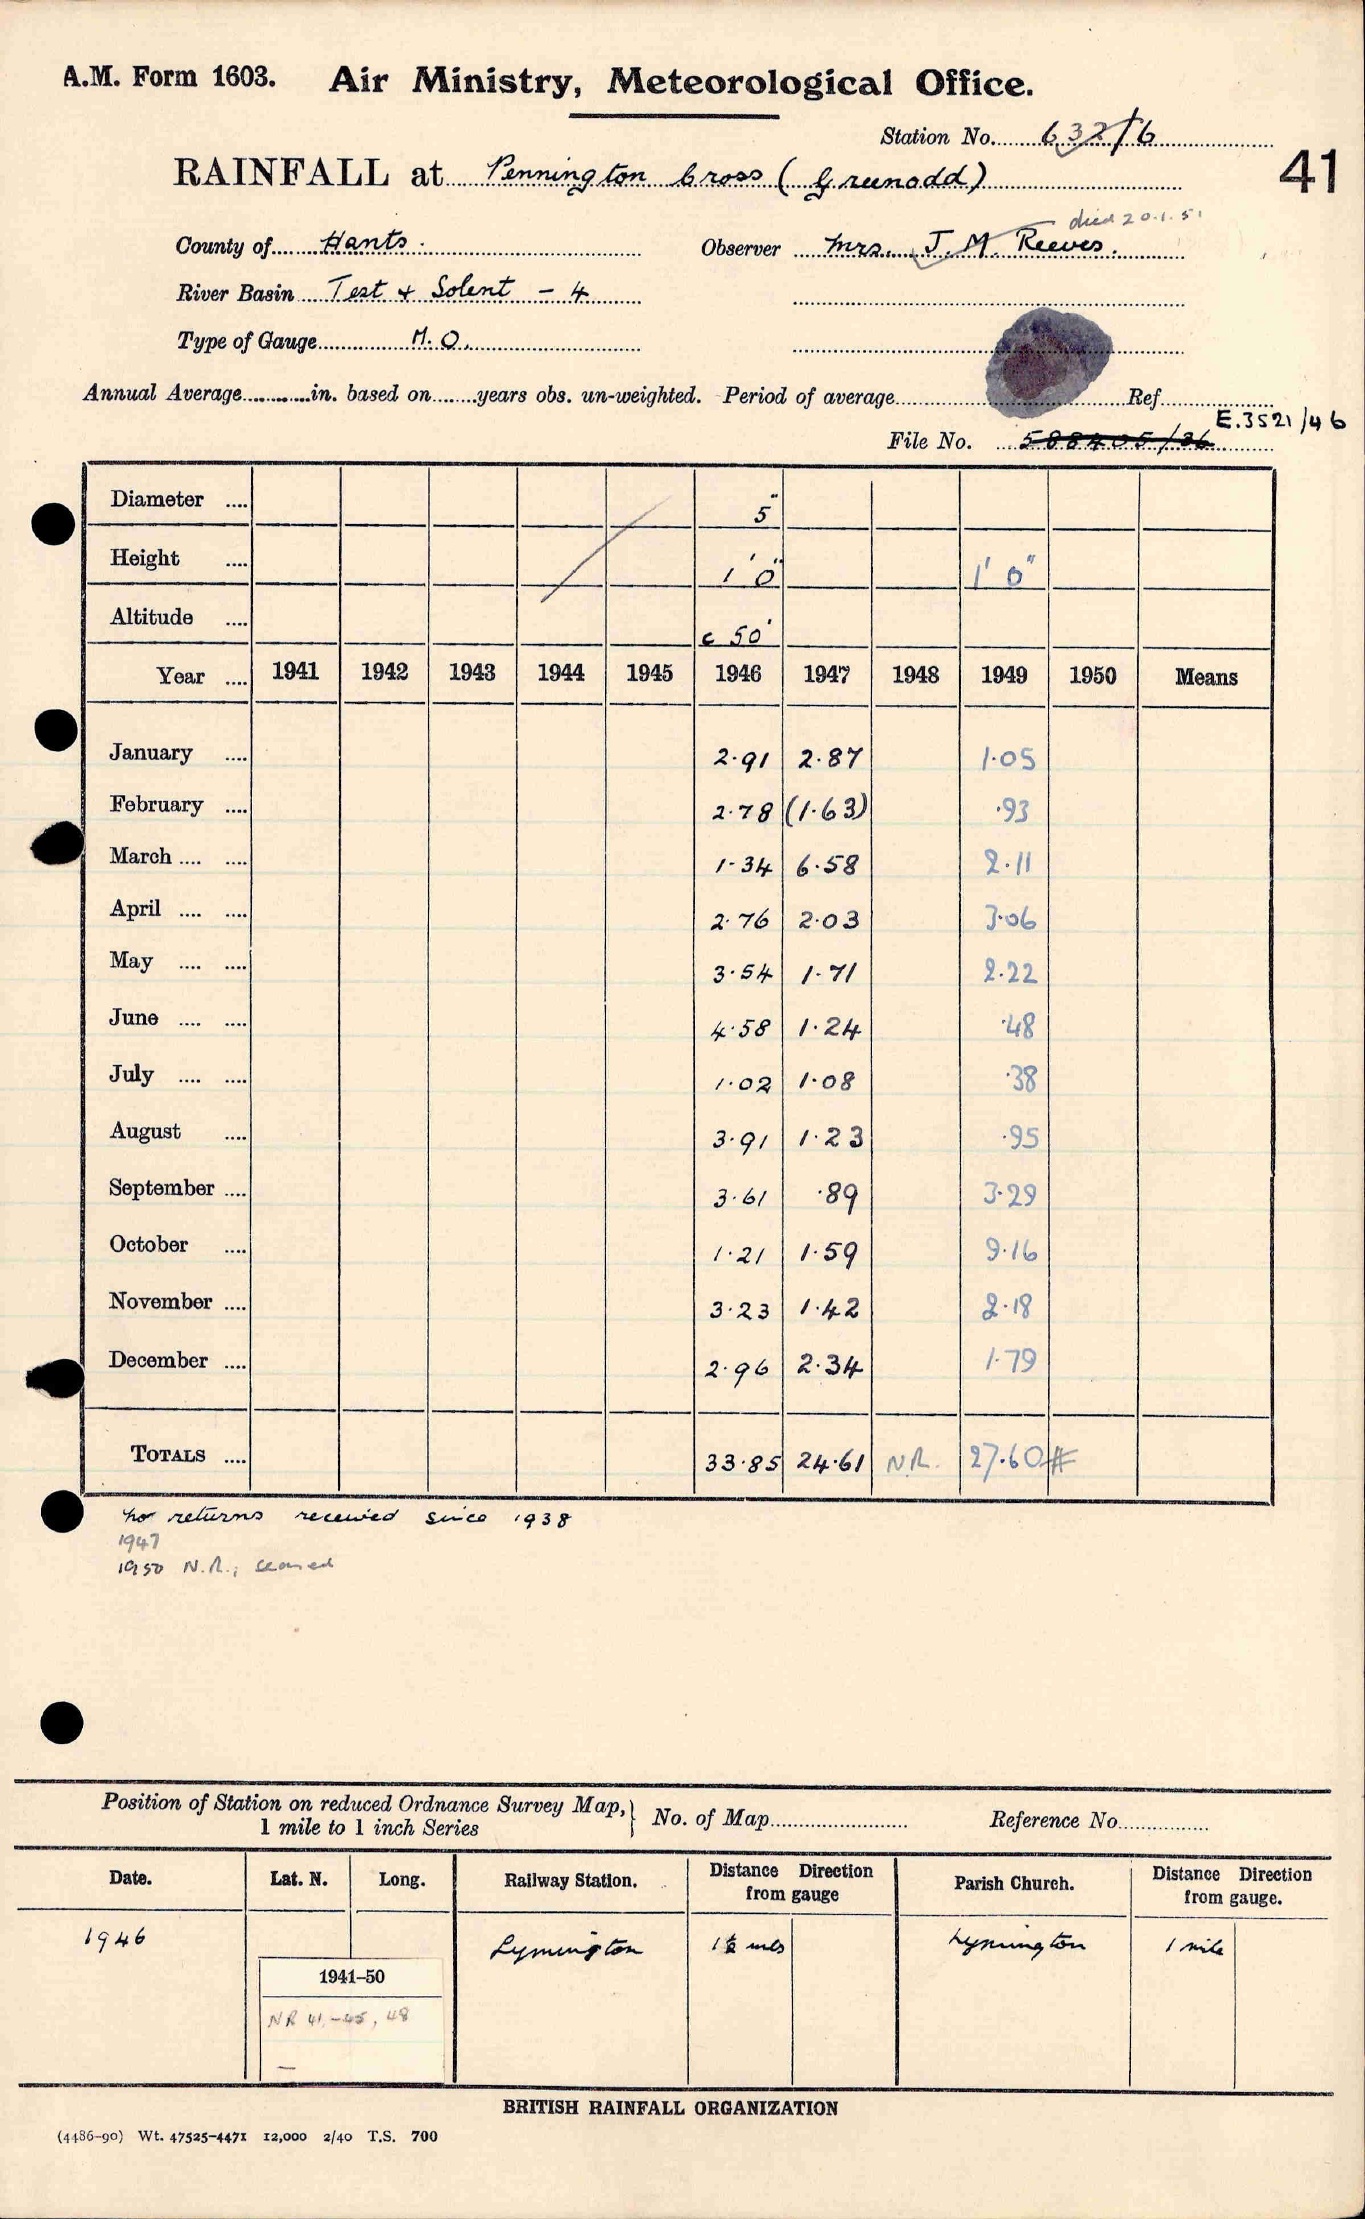 A.M. Form 1603. Air Ministry, Meteorological Office.
Station No. 632/6
41
RAINFALL at Pennington Cross (Greenodd)
died 20.1.51
County of Hants. Observer Mrs. J. M. Reeves.
River Basin Test + Solent - 4
Type of Gauge M.O.
Annual Average in. based on years obs. un-weighted. Period of average Ref
File No. 588405/36 E.3521/46
Diameter 5"
Height 1' 0" 1' 0"
Altitude c 50'
Year 1941 1942 1943 1944 1945 1946 1947 1948 1949 1950 Means
January 2.91 2.87 1.05
February 2.78 (1.63) .93
March 1.34 6.58 2.11
April 2.76 2.03 3.06
May 3.54 1.71 2.22
June 4.58 1.24 .48
July 1.02 1.08 .38
August 3.91 1.23 .95
September 3.61 .89 3.29
October 1.21 1.59 9.16
November 3.23 1.42 2.18
December 2.96 2.34 1.79
TOTALS 33.85 24.61 N.R. 27.60 #
no returns received since 1938
1947
1950 N.R.; ceased
Position of Station on reduced Ordnance Survey Map, 1 mile to 1 inch Series } No. of Map Reference No.
Date. Lat. N. Long. Railway Station. Distance Direction from gauge Parish Church. Distance Direction from gauge.
1946 Lymington 1½ mls Lymington 1 mile
1941-50
NR 41-45, 48
—
BRITISH RAINFALL ORGANIZATION
(4486-90) Wt. 47525-4471 12,000 2/40 T.S. 700